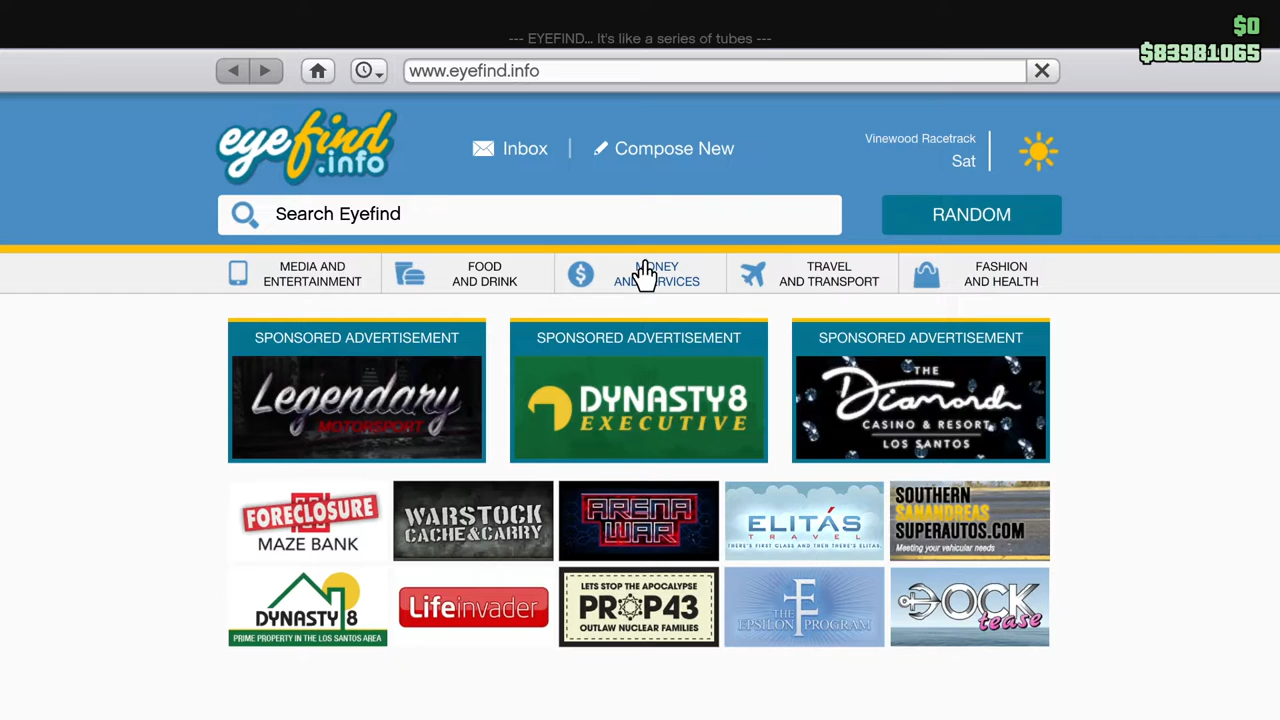 $0
--- EYEFIND... It's like a series of tubes ---
$83981065
www.eyefind.info
eyefind
.info
Inbox
Compose New
Vinewood Racetrack
Sat
Search Eyefind
RANDOM
MEDIA AND
ENTERTAINMENT
FOOD
AND DRINK
MONEY
AND SERVICES
TRAVEL
AND TRANSPORT
FASHION
AND HEALTH
SPONSORED ADVERTISEMENT
Legendary
MOTORSPORT
SPONSORED ADVERTISEMENT
DYNASTY8
EXECUTIVE
SPONSORED ADVERTISEMENT
THE
Diamond
CASINO & RESORT
LOS SANTOS
FORECLOSURE
MAZE BANK
WARSTOCK
CACHE&CARRY
ARENA
WAR
ELITÁS
TRAVEL
THERE'S FIRST CLASS AND THEN THERE'S ELITAS.
SOUTHERN
SANANDREAS
SUPERAUTOS.COM
Meeting your vehicular needs
DYNASTY 8
PRIME PROPERTY IN THE LOS SANTOS AREA
Lifeinvader
LETS STOP THE APOCALYPSE
PROP43
OUTLAW NUCLEAR FAMILIES
THE
EPSILON PROGRAM
DOCK
tease